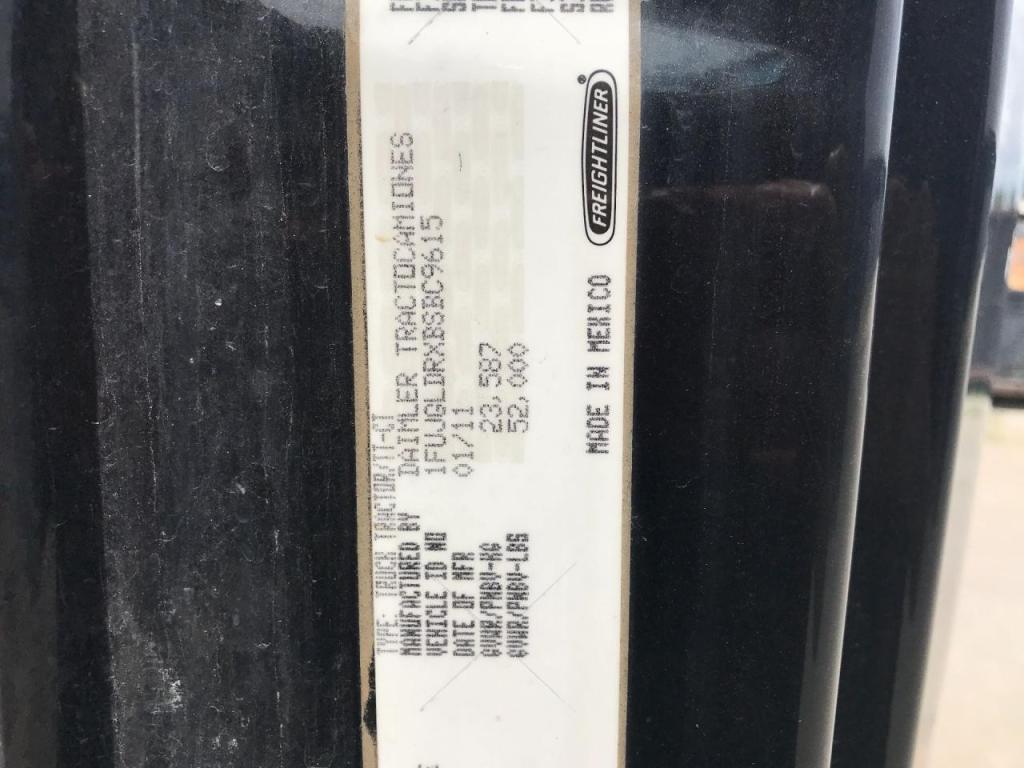 TYPE: TRUCK TRACTOR/TT-CT
MANUFACTURED BY DAIMLER TRACTOCAMIONES
VEHICLE ID NO 1FUJGLDRXBSBC9615
DATE OF MFR 01/11
GVWR/PNBV-KG 23,587
GVWR/PNBV-LBS 52,000
MADE IN MEXICO FREIGHTLINER®